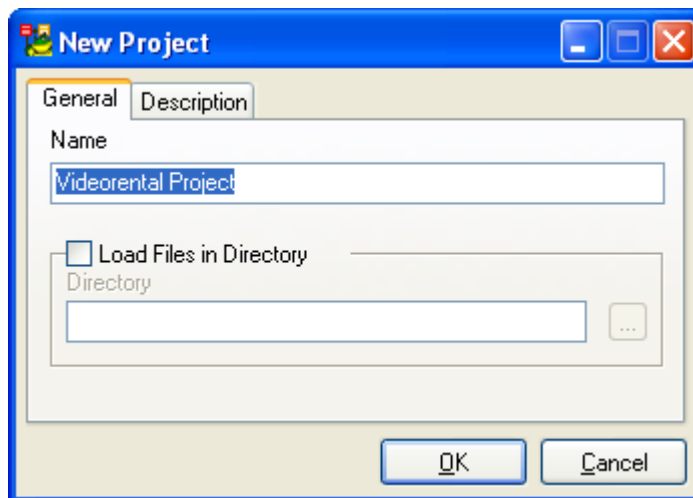 New Project
General
Description
Name
Videorental Project
Load Files in Directory
Directory
...
OK
Cancel